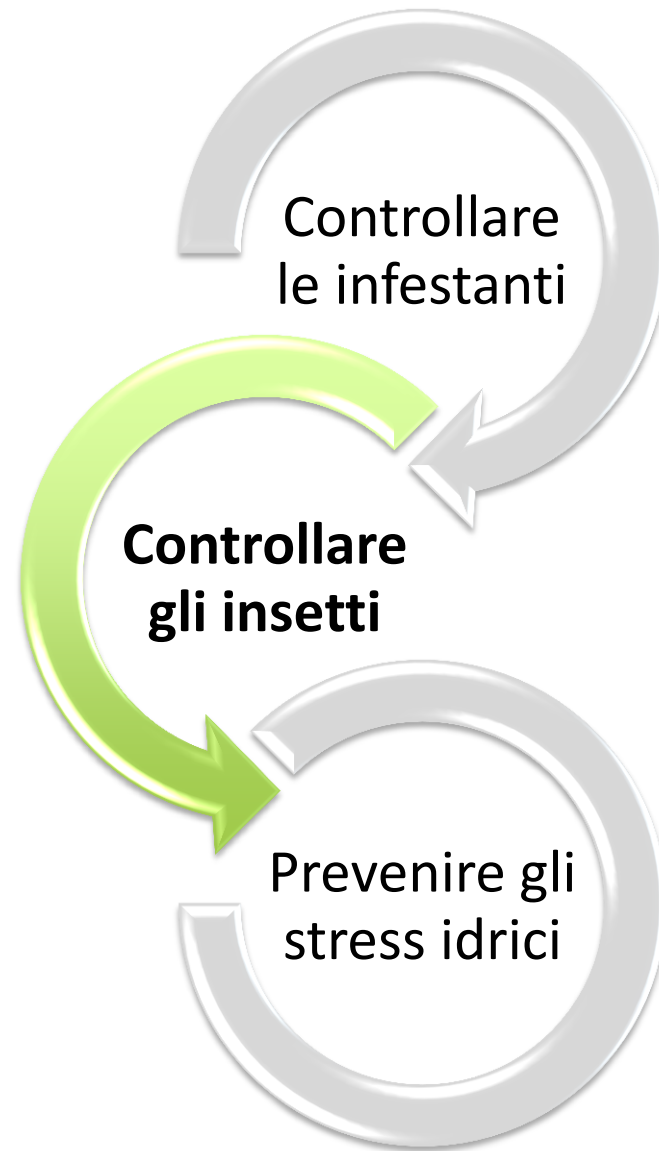 Controllare
le infestanti
Controllare
gli insetti
Prevenire gli
stress idrici